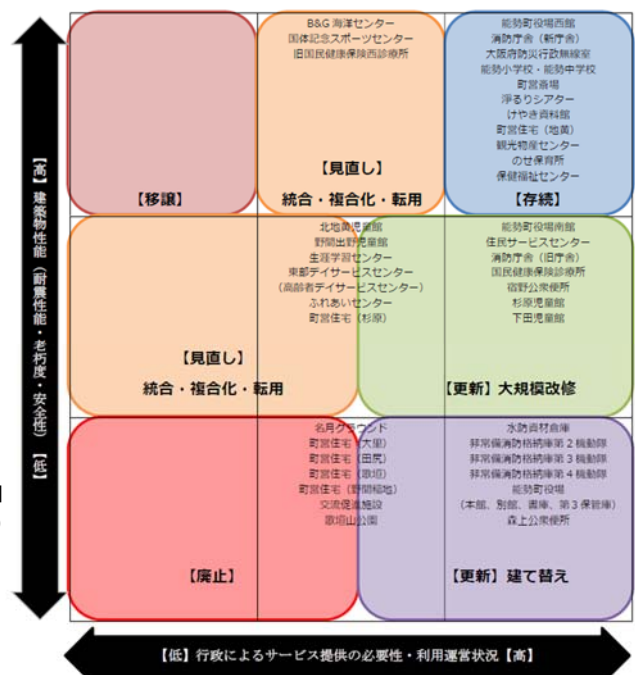 【高】建築物性能（耐震性能・老朽度・安全性）【低】
B&G 海洋センター
国体記念スポーツセンター
旧国民健康保険西診療所
能勢町役場西館
消防庁舎（新庁舎）
大阪府防災行政無線室
能勢小学校・能勢中学校
町営斎場
浄るりシアター
けやき資料館
町営住宅（地黄）
観光物産センター
のせ保育所
保健福祉センター
【移譲】
【見直し】
統合・複合化・転用
【存続】
北地黄児童館
野間出野児童館
生涯学習センター
東部デイサービスセンター
（高齢者デイサービスセンター）
ふれあいセンター
町営住宅（杉原）
能勢町役場南館
住民サービスセンター
消防庁舎（旧庁舎）
国民健康保険診療所
宿野公衆便所
杉原児童館
下田児童館
【見直し】
統合・複合化・転用
【更新】大規模改修
名月グラウンド
町営住宅（大里）
町営住宅（田尻）
町営住宅（歌垣）
町営住宅（野間稲地）
交流促進施設
歌垣山公園
水防資材倉庫
非常備消防格納庫第２機動隊
非常備消防格納庫第３機動隊
非常備消防格納庫第４機動隊
能勢町役場
（本館、別館、書庫、第３保管庫）
森上公衆便所
【廃止】
【更新】建て替え
【低】行政によるサービス提供の必要性・利用運営状況【高】